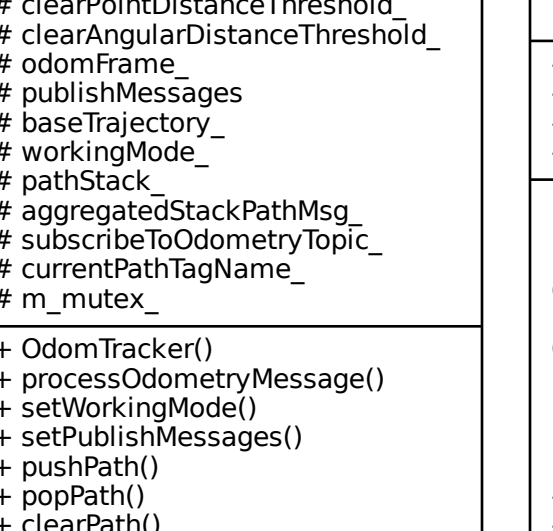 # clearPointDistanceThreshold_
# clearAngularDistanceThreshold_
# odomFrame_
# publishMessages
# baseTrajectory_
# workingMode_
# pathStack_
# aggregatedStackPathMsg_
# subscribeToOdometryTopic_
# currentPathTagName_
# m_mutex_
+ OdomTracker()
+ processOdometryMessage()
+ setWorkingMode()
+ setPublishMessages()
+ pushPath()
+ popPath()
+ clearPath()